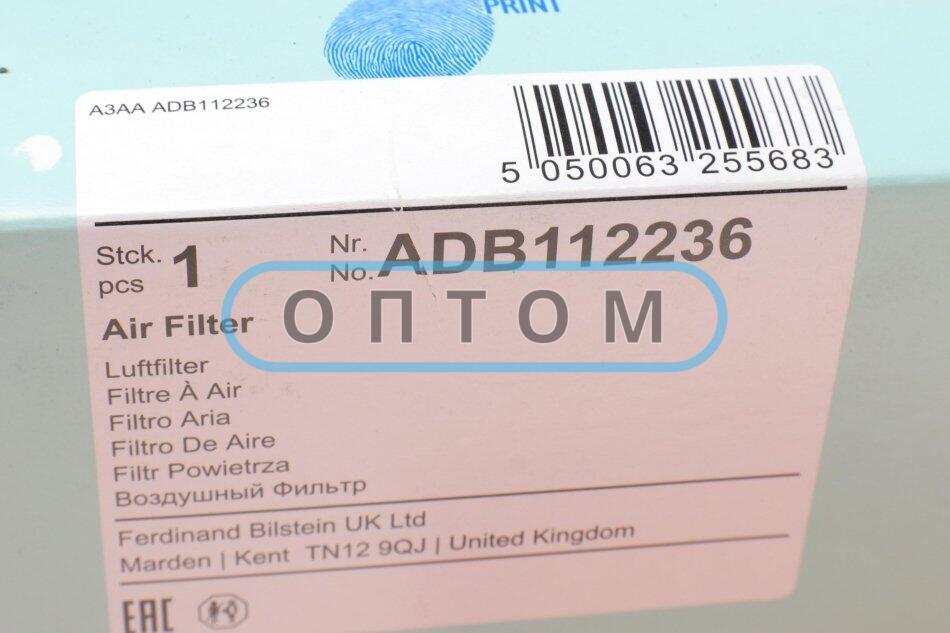 PRINT
A3AA ADB112236
5 050063 255683
Stck. 1 Nr. ADB112236
pcs No.
ОПТОМ
Air Filter
Luftfilter
Filtre À Air
Filtro Aria
Filtro De Aire
Filtr Powietrza
Воздушный Фильтр
Ferdinand Bilstein UK Ltd
Marden | Kent TN12 9QJ | United Kingdom
EAC